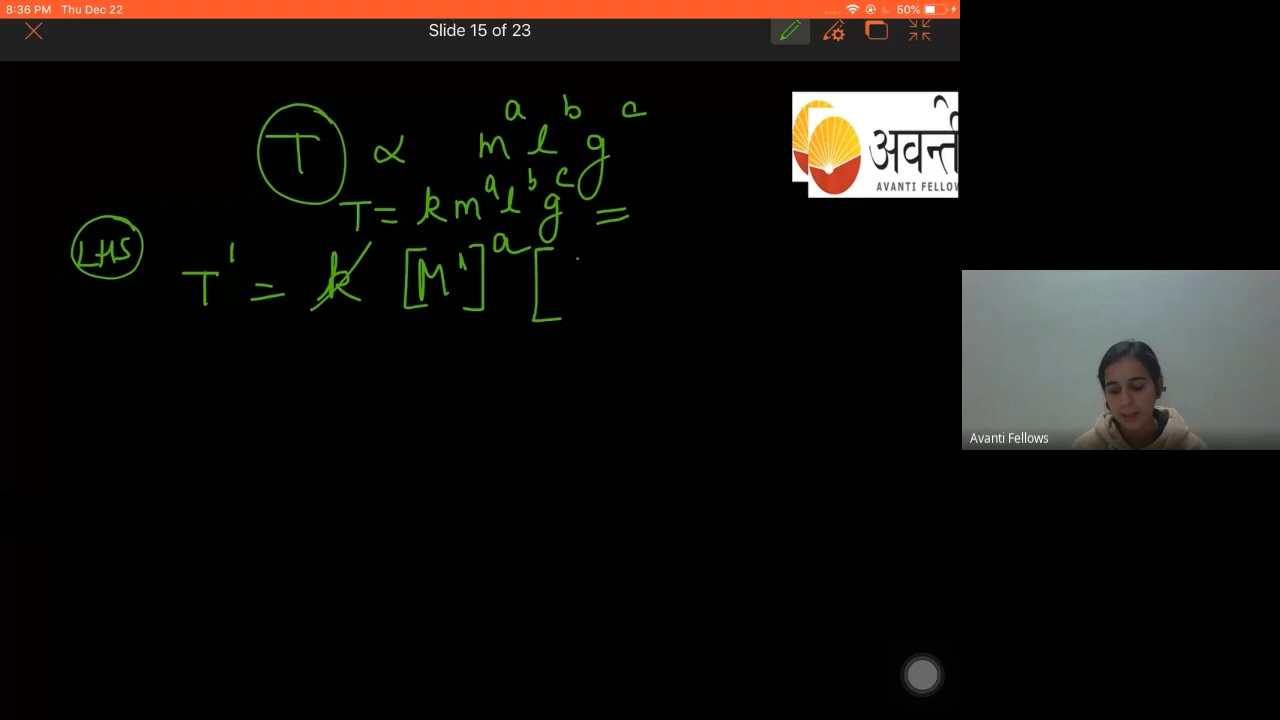 8:36 PM Thu Dec 22
50%
Slide 15 of 23
T ∝ m^a l^b g^c
T = k m^a l^b g^c =
LHS
T^1 = k [M^1]^a [
अवन्ती
AVANTI FELLOW
Avanti Fellows